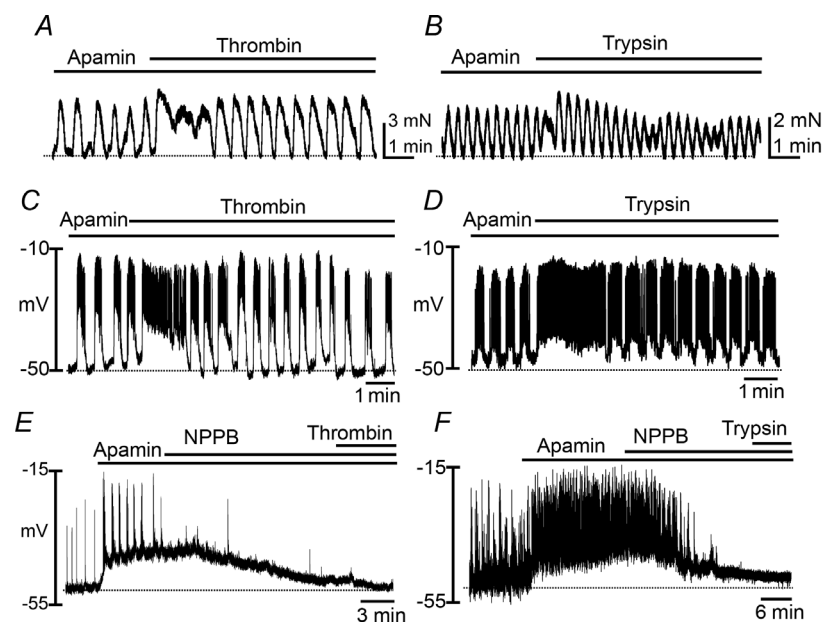 A
Thrombin
Apamin
3 mN
1 min
B
Trypsin
Apamin
2 mN
1 min
C
Thrombin
Apamin
-10
mV
-50
1 min
D
Trypsin
Apamin
-10
mV
-50
1 min
E
Thrombin
NPPB
Apamin
-15
mV
-55
3 min
F
Trypsin
NPPB
Apamin
-15
mV
-55
6 min